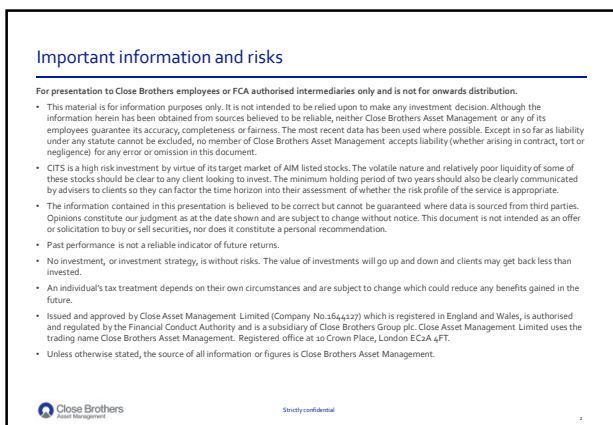 Important information and risks
For presentation to Close Brothers employees or FCA authorised intermediaries only and is not for onwards distribution.
• This material is for information purposes only. It is not intended to be relied upon to make any investment decision. Although the
information herein has been obtained from sources believed to be reliable, neither Close Brothers Asset Management or any of its
employees guarantee its accuracy, completeness or fairness. The most recent data has been used where possible. Except in so far as liability
under any statute cannot be excluded, no member of Close Brothers Asset Management accepts liability (whether arising in contract, tort or
negligence) for any error or omission in this document.
• CITS is a high risk investment by virtue of its target market of AIM listed stocks. The volatile nature and relatively poor liquidity of some of
these stocks should be clear to any client looking to invest. The minimum holding period of two years should also be clearly communicated
by advisers to clients so they can factor the time horizon into their assessment of whether the risk profile of the service is appropriate.
• The information contained in this presentation is believed to be correct but cannot be guaranteed where data is sourced from third parties.
Opinions constitute our judgment as at the date shown and are subject to change without notice. This document is not intended as an offer
or solicitation to buy or sell securities, nor does it constitute a personal recommendation.
• Past performance is not a reliable indicator of future returns.
• No investment, or investment strategy, is without risks. The value of investments will go up and down and clients may get back less than
invested.
• An individual's tax treatment depends on their own circumstances and are subject to change which could reduce any benefits gained in the
future.
• Issued and approved by Close Asset Management Limited (Company No.1644127) which is registered in England and Wales, is authorised
and regulated by the Financial Conduct Authority and is a subsidiary of Close Brothers Group plc. Close Asset Management Limited uses the
trading name Close Brothers Asset Management. Registered office at 10 Crown Place, London EC2A 4FT.
• Unless otherwise stated, the source of all information or figures is Close Brothers Asset Management.
Close Brothers
Asset Management
Strictly confidential
2